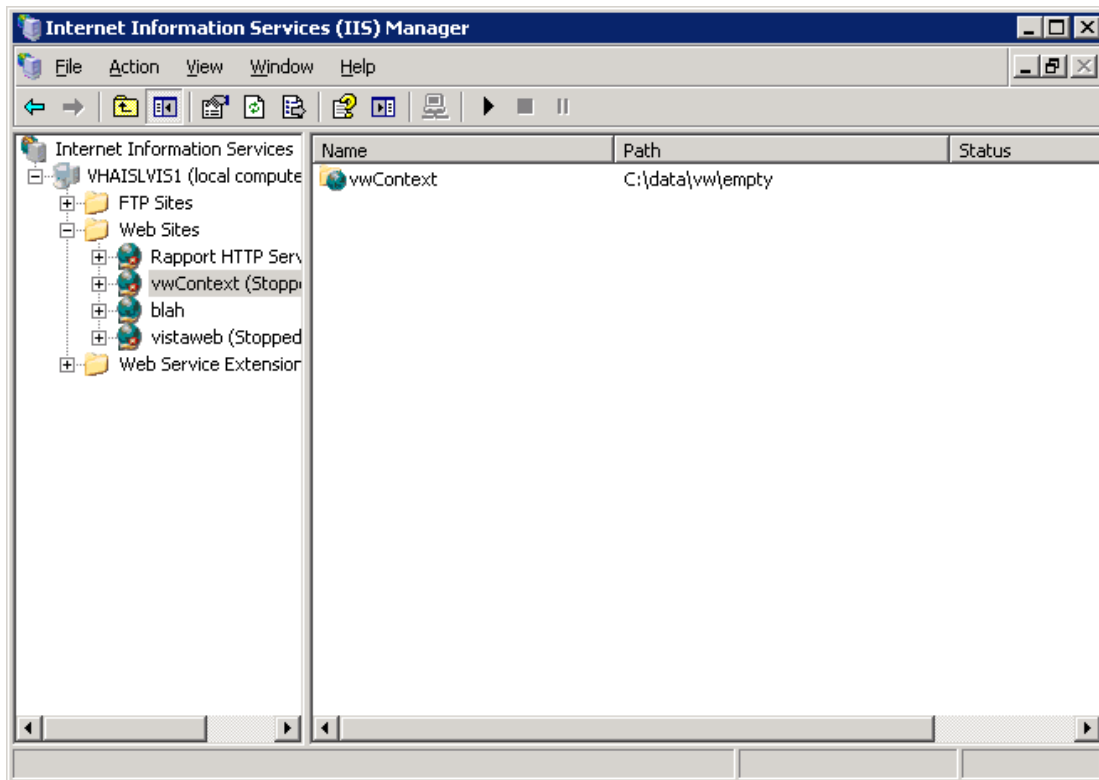 Internet Information Services (IIS) Manager
File Action View Window Help
Internet Information Services
VHAISLVIS1 (local compute
FTP Sites
Web Sites
Rapport HTTP Serv
vwContext (Stopp
blah
vistaweb (Stopped
Web Service Extension
Name Path Status
vwContext C:\data\vw\empty